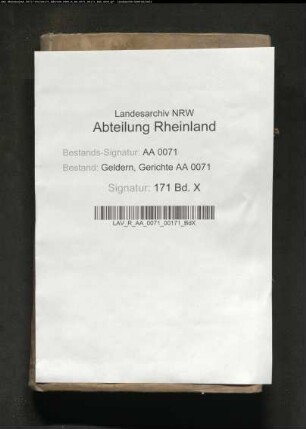 Landesarchiv NRW
Abteilung Rheinland
Bestands-Signatur: AA 0071
Bestand: Geldern, Gerichte AA 0071
Signatur: 171 Bd. X
LAV_R_AA_0071_00171_BdX